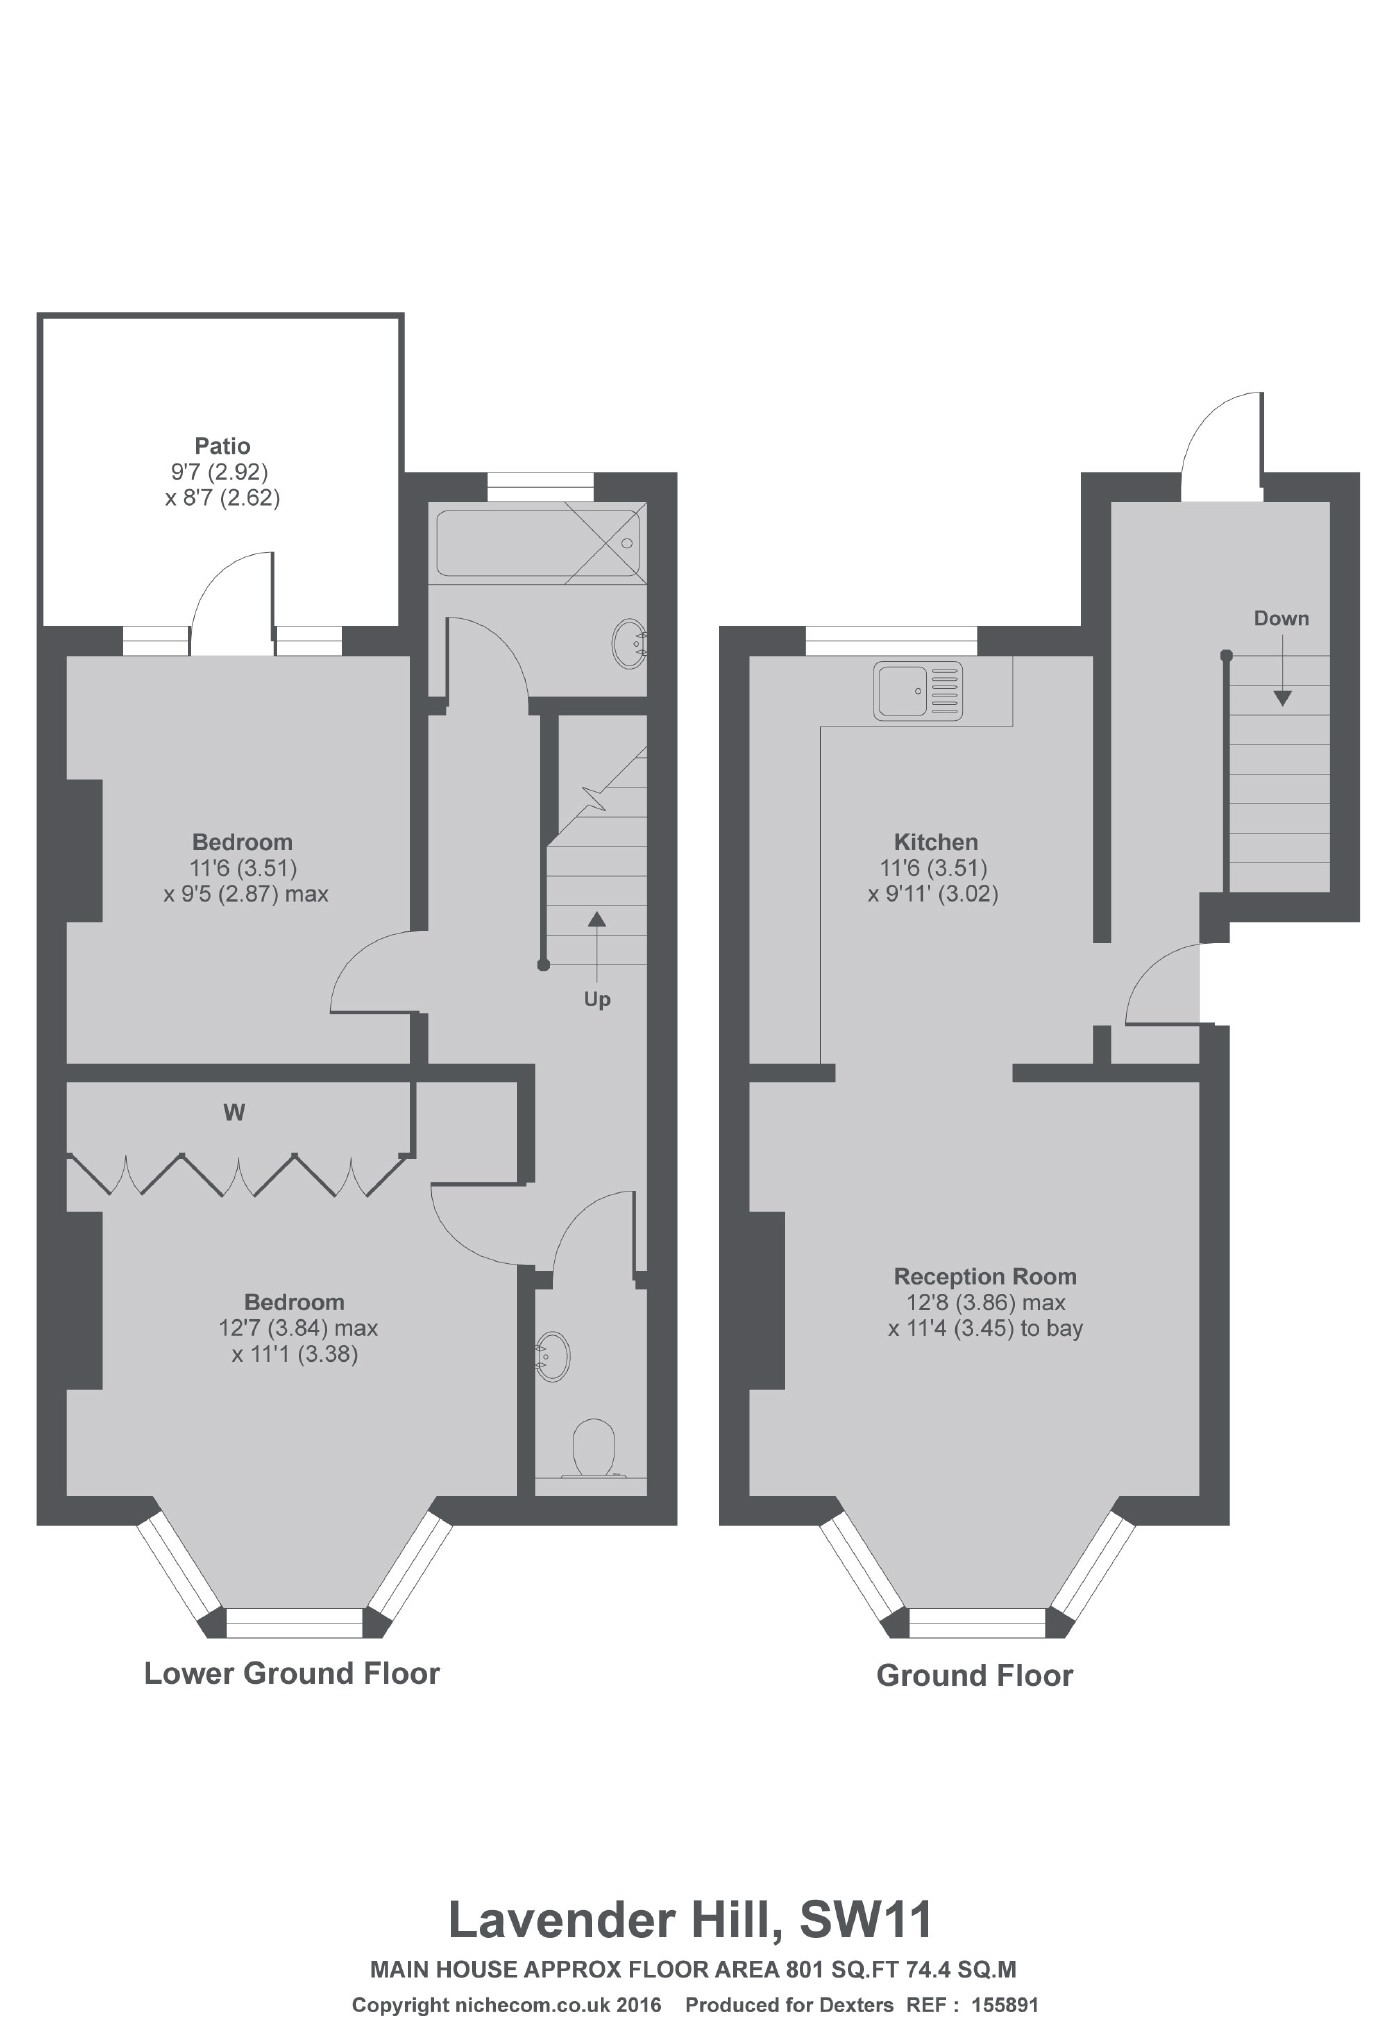 Patio
9'7 (2.92)
x 8'7 (2.62)
Down
Bedroom
11'6 (3.51)
x 9'5 (2.87) max
Kitchen
11'6 (3.51)
x 9'11' (3.02)
Up
W
Bedroom
12'7 (3.84) max
x 11'1 (3.38)
Reception Room
12'8 (3.86) max
x 11'4 (3.45) to bay
Lower Ground Floor
Ground Floor
Lavender Hill, SW11
MAIN HOUSE APPROX FLOOR AREA 801 SQ.FT 74.4 SQ.M
Copyright nichecom.co.uk 2016 Produced for Dexters REF : 155891